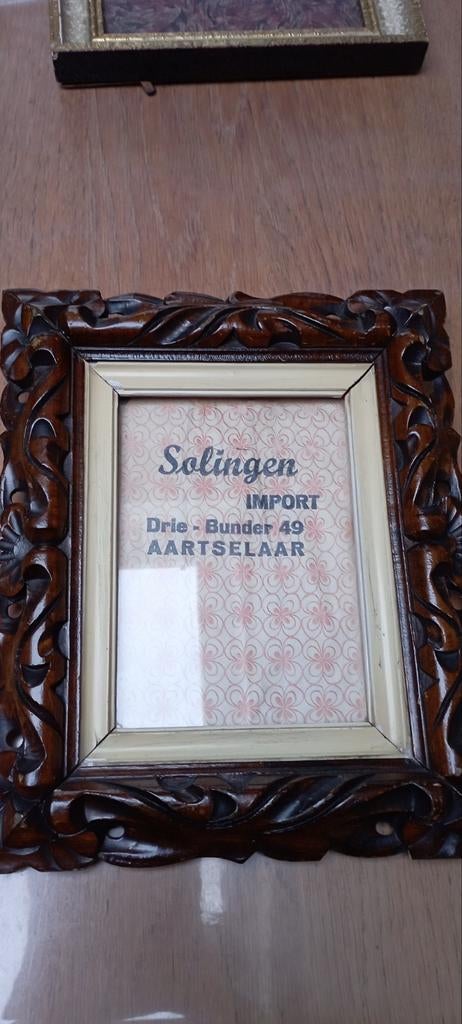 Solingen
IMPORT
Drie - Bunder 49
AARTSELAAR